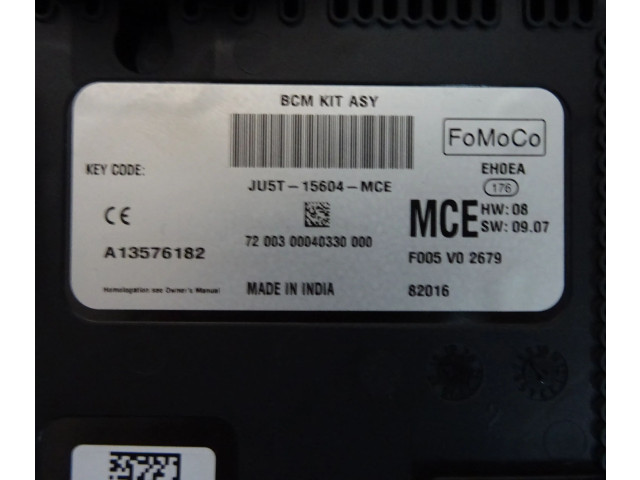 BCM KIT ASY
FoMoCo
KEY CODE:
EH0EA
JU5T-15604-MCE
176
CE
MCE
HW: 08
SW: 09.07
A13576182
72 003 00040330 000
F005 V0 2679
Homologation see Owner's Manual
MADE IN INDIA
82016